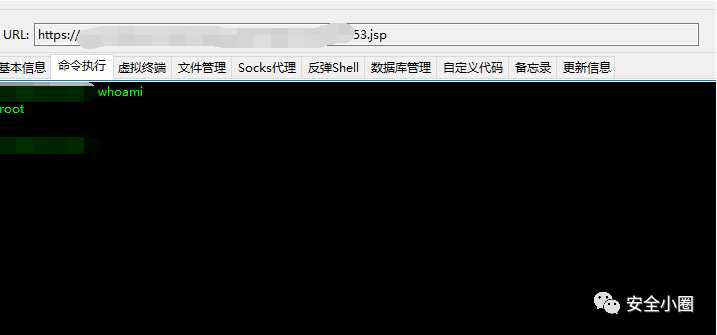 URL: https:// 53.jsp
基本信息 命令执行 虚拟终端 文件管理 Socks代理 反弹Shell 数据库管理 自定义代码 备忘录 更新信息
whoami
root
安全小圈